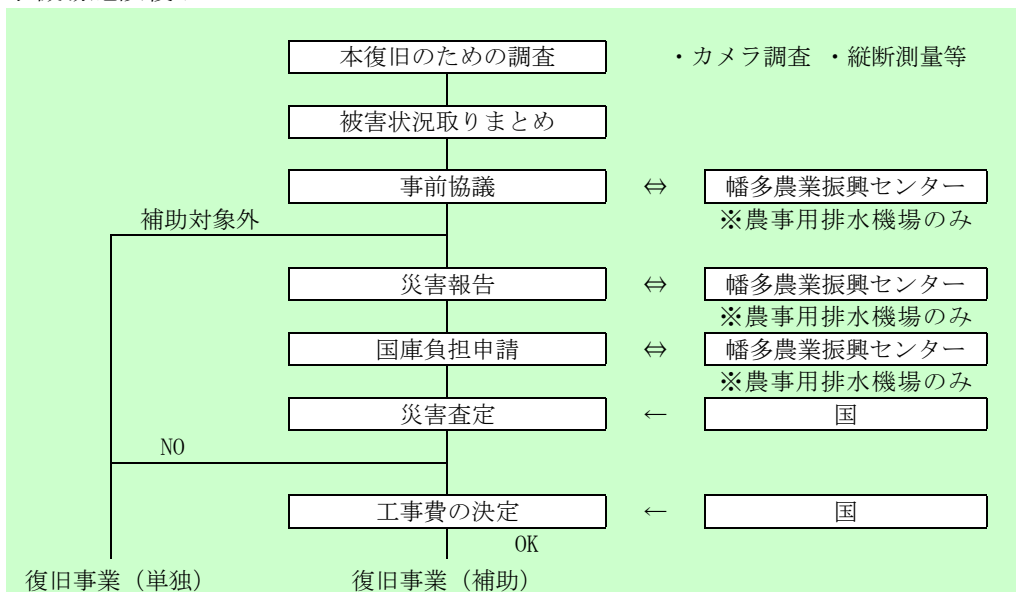 本復旧のための調査 ・カメラ調査 ・縦断測量等
被害状況取りまとめ
事前協議 ⇔ 幡多農業振興センター
※農事用排水機場のみ
補助対象外
災害報告 ⇔ 幡多農業振興センター
※農事用排水機場のみ
国庫負担申請 ⇔ 幡多農業振興センター
※農事用排水機場のみ
災害査定 ← 国
NO
工事費の決定 ← 国
OK
復旧事業（単独） 復旧事業（補助）